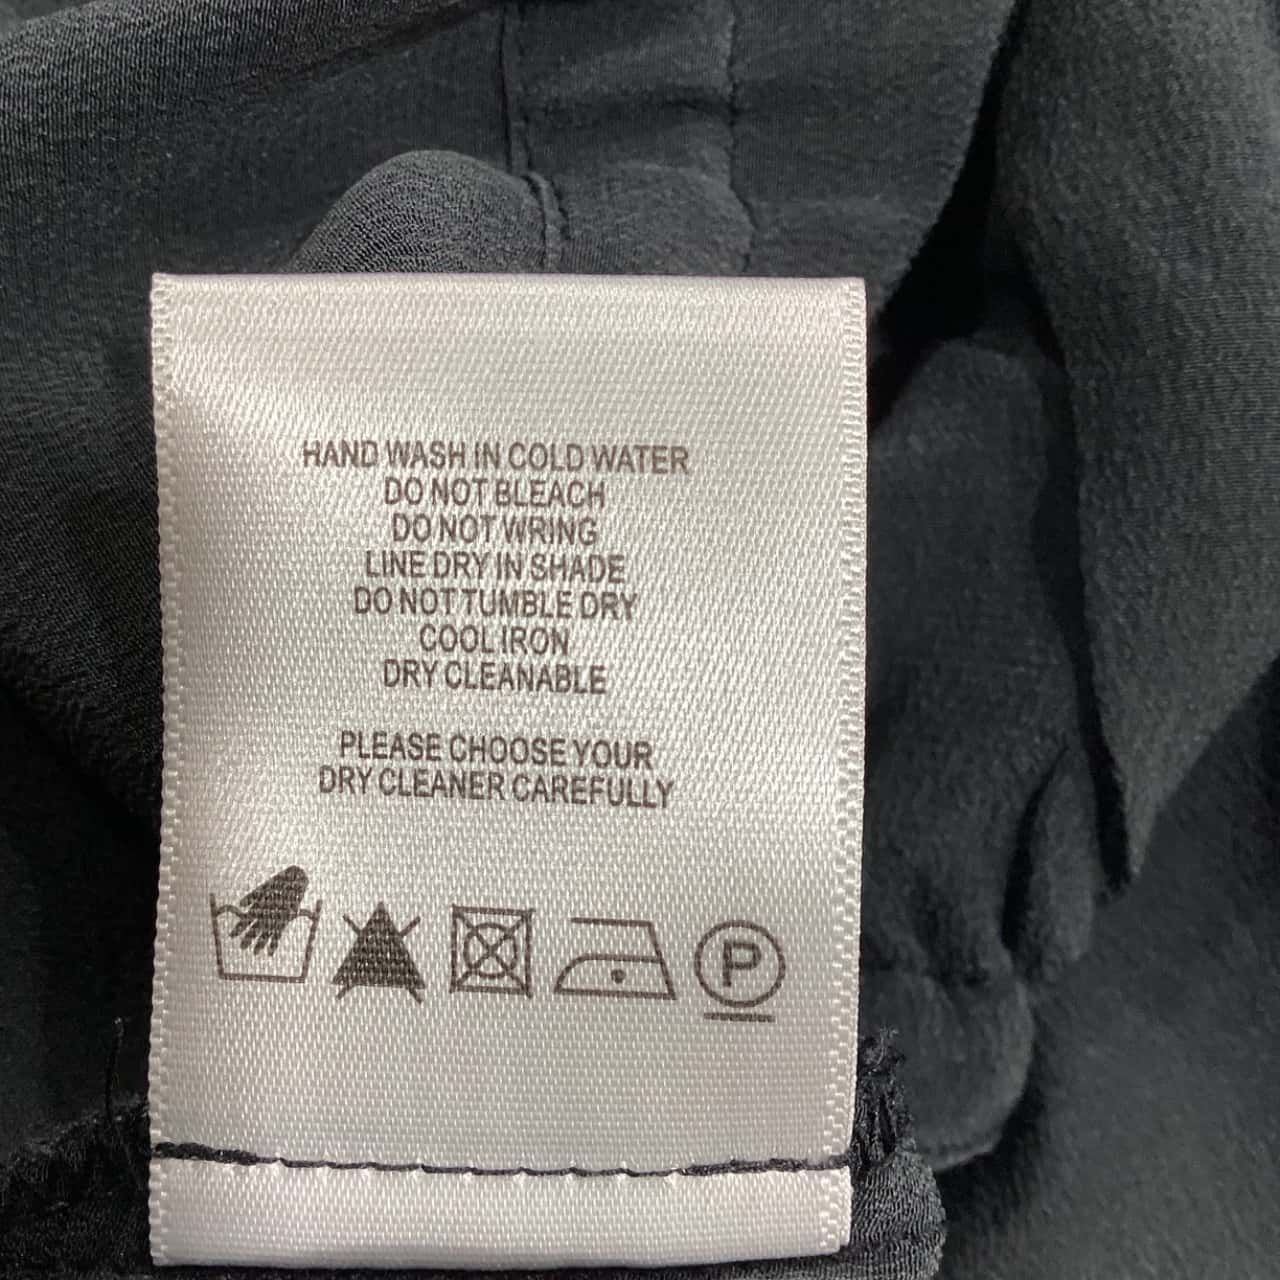 HAND WASH IN COLD WATER
DO NOT BLEACH
DO NOT WRING
LINE DRY IN SHADE
DO NOT TUMBLE DRY
COOL IRON
DRY CLEANABLE
PLEASE CHOOSE YOUR
DRY CLEANER CAREFULLY
P